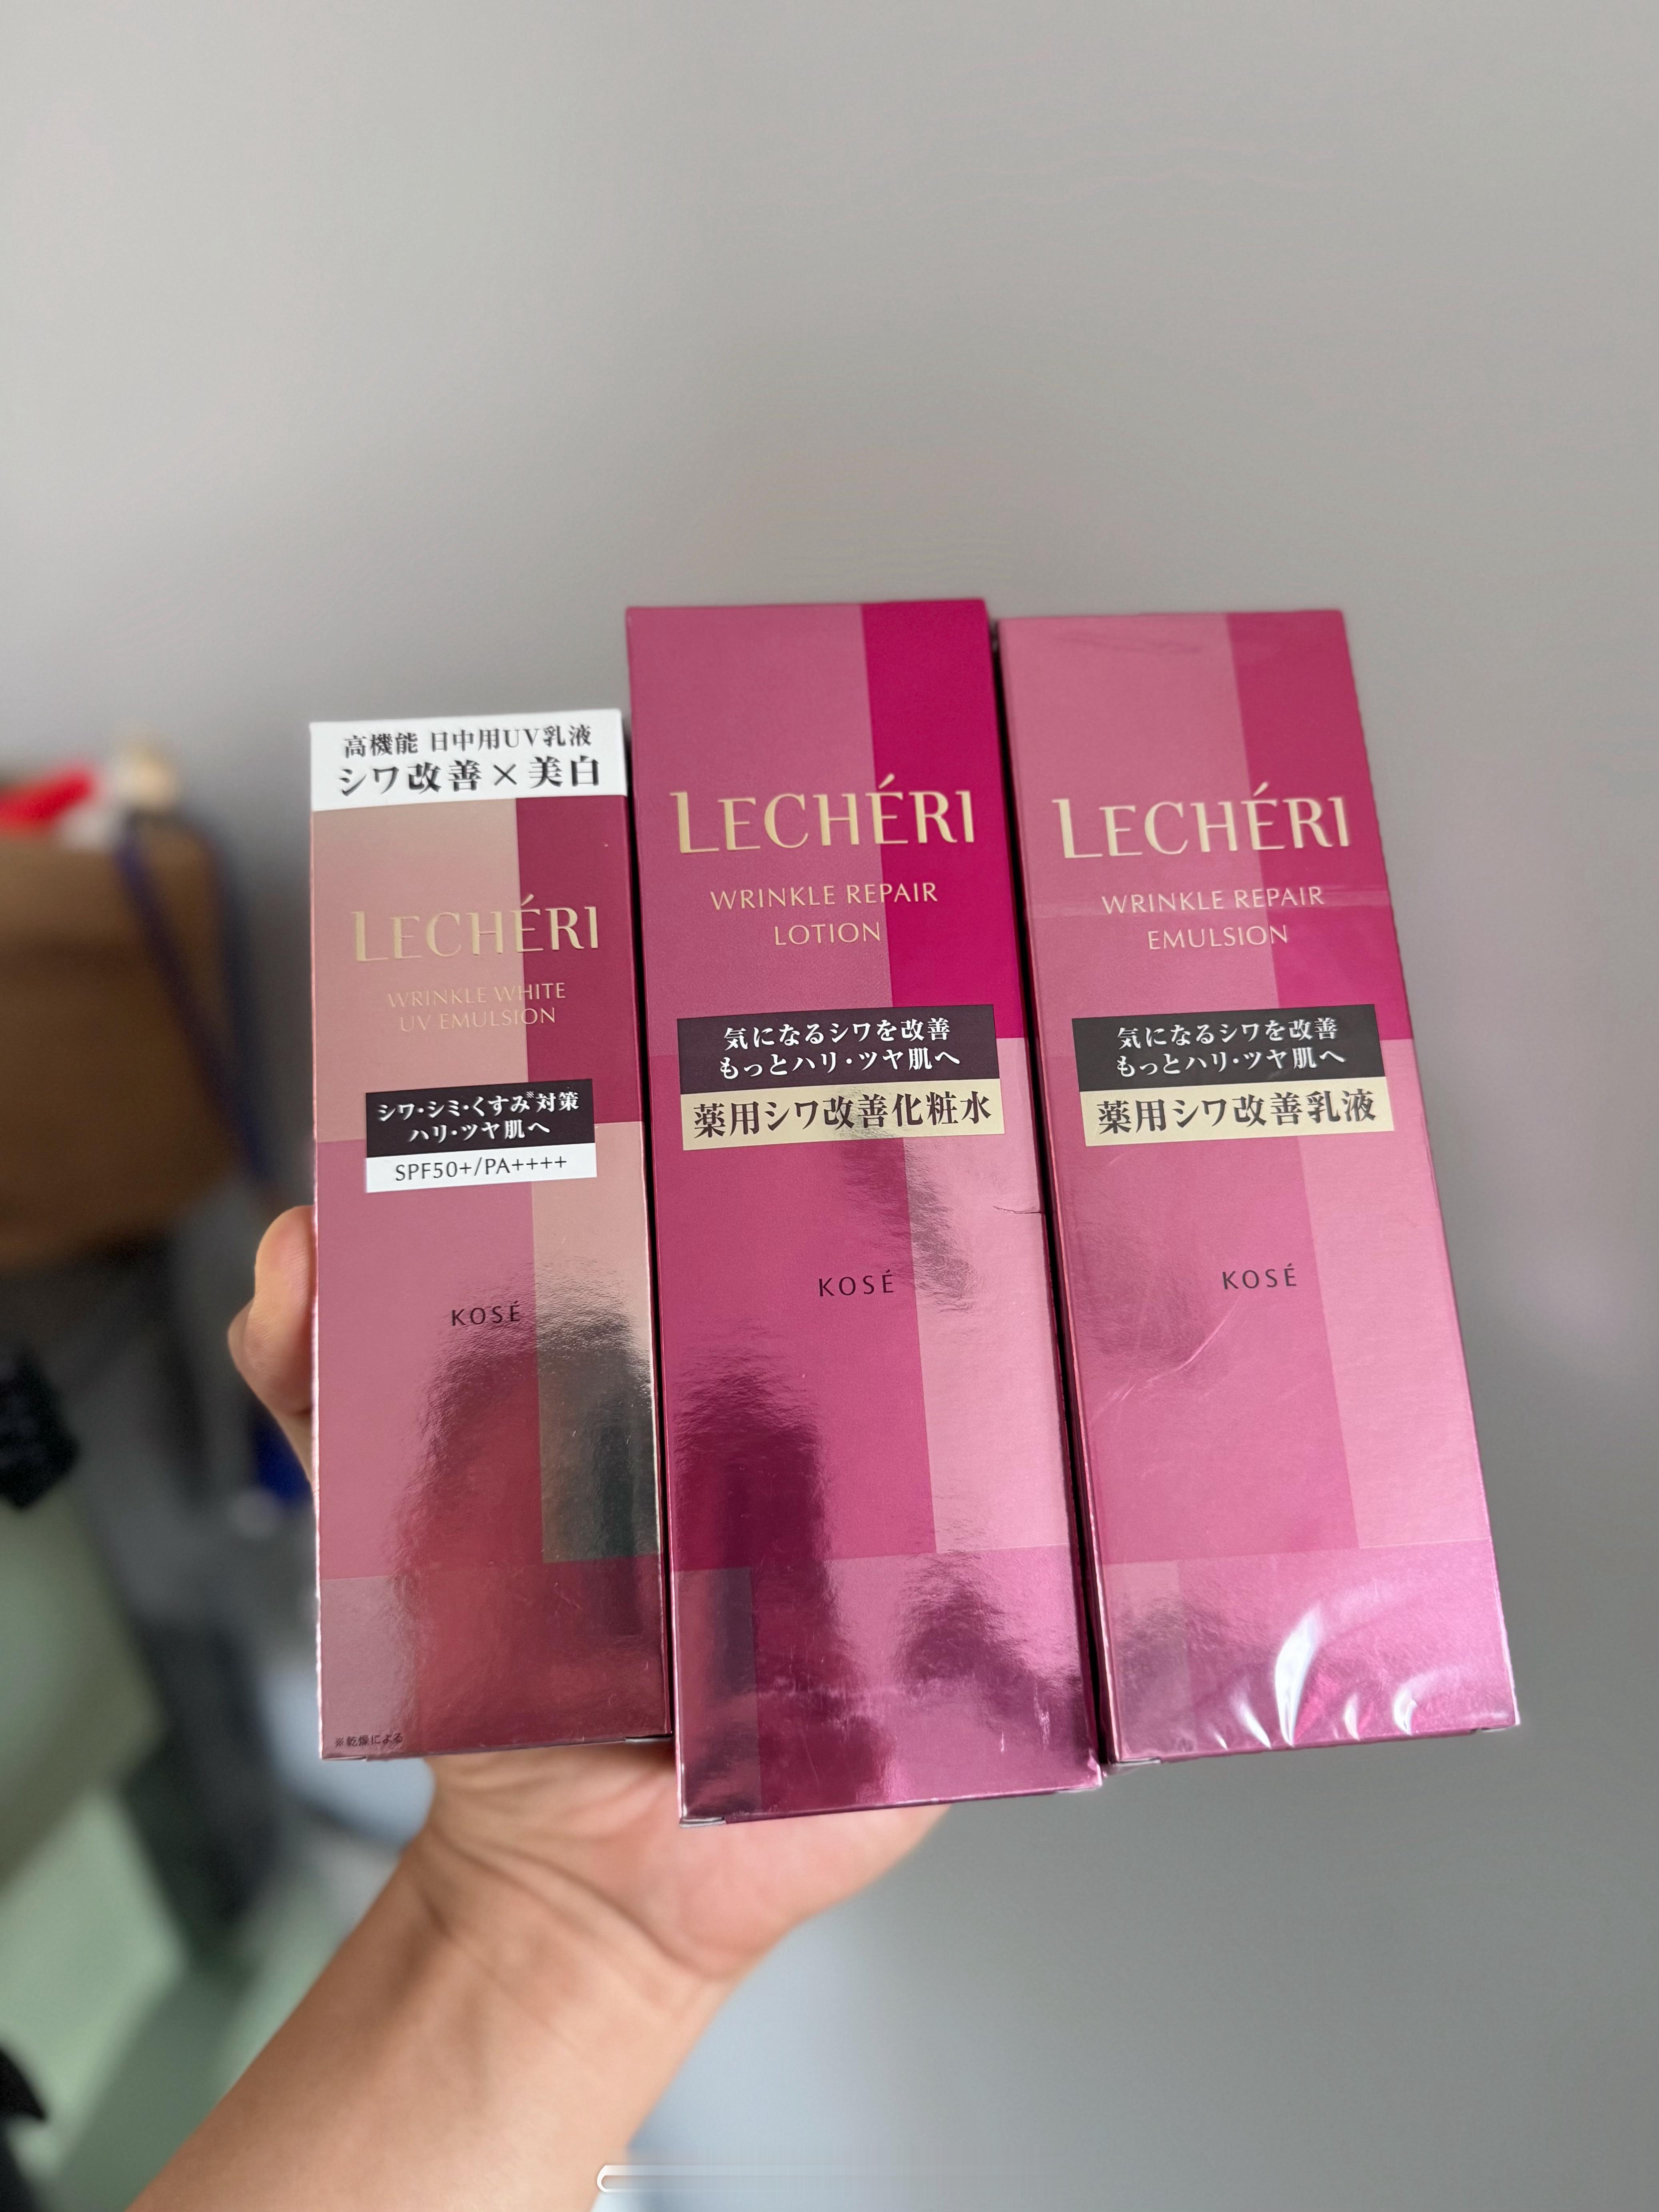 高機能 日中用UV乳液
シワ改善×美白
LECHÉRI
WRINKLE WHITE
UV EMULSION
シワ・シミ・くすみ※対策
ハリ・ツヤ肌へ
SPF50+/PA++++
KOSÉ
※乾燥による
LECHÉRI
WRINKLE REPAIR
LOTION
気になるシワを改善
もっとハリ・ツヤ肌へ
薬用シワ改善化粧水
KOSÉ
LECHÉRI
WRINKLE REPAIR
EMULSION
気になるシワを改善
もっとハリ・ツヤ肌へ
薬用シワ改善乳液
KOSÉ